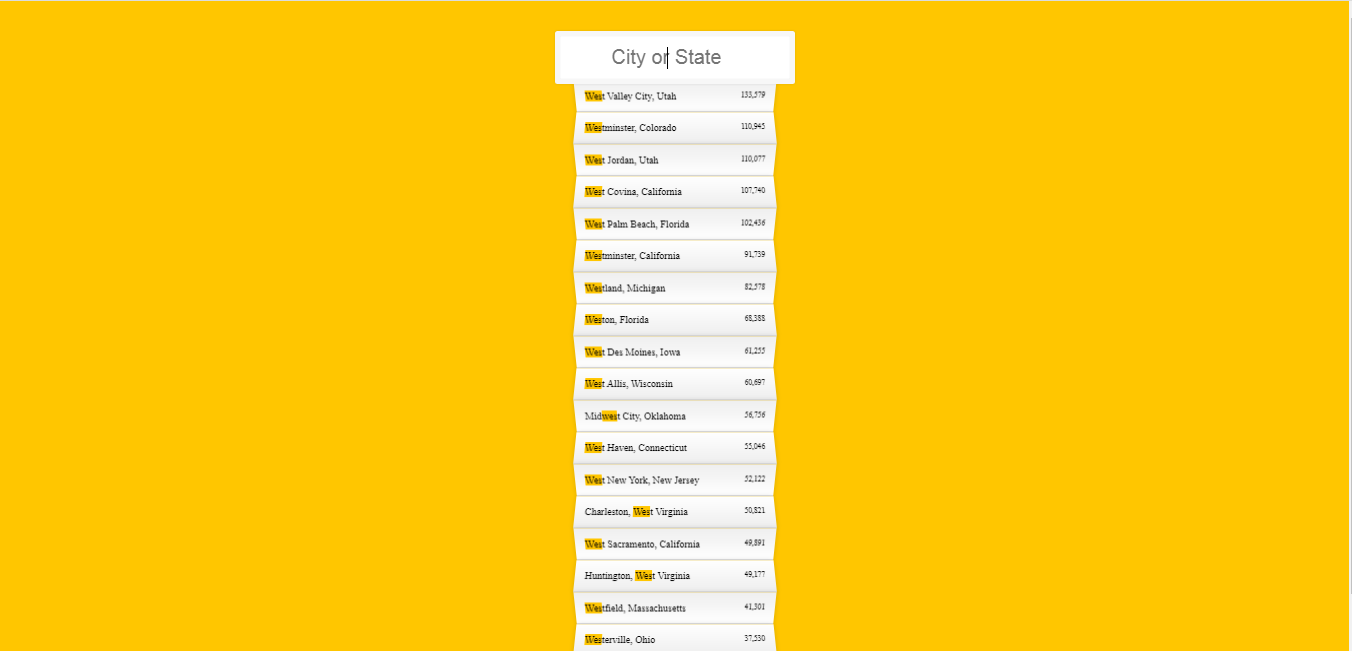 City or State
West Valley City, Utah 133,579
Westminster, Colorado 110,945
West Jordan, Utah 110,077
West Covina, California 107,740
West Palm Beach, Florida 102,436
Westminster, California 91,739
Westland, Michigan 82,578
Weston, Florida 68,388
West Des Moines, Iowa 61,255
West Allis, Wisconsin 60,697
Midwest City, Oklahoma 56,756
West Haven, Connecticut 55,046
West New York, New Jersey 52,122
Charleston, West Virginia 50,821
West Sacramento, California 49,891
Huntington, West Virginia 49,177
Westfield, Massachusetts 41,301
Westerville, Ohio 37,530